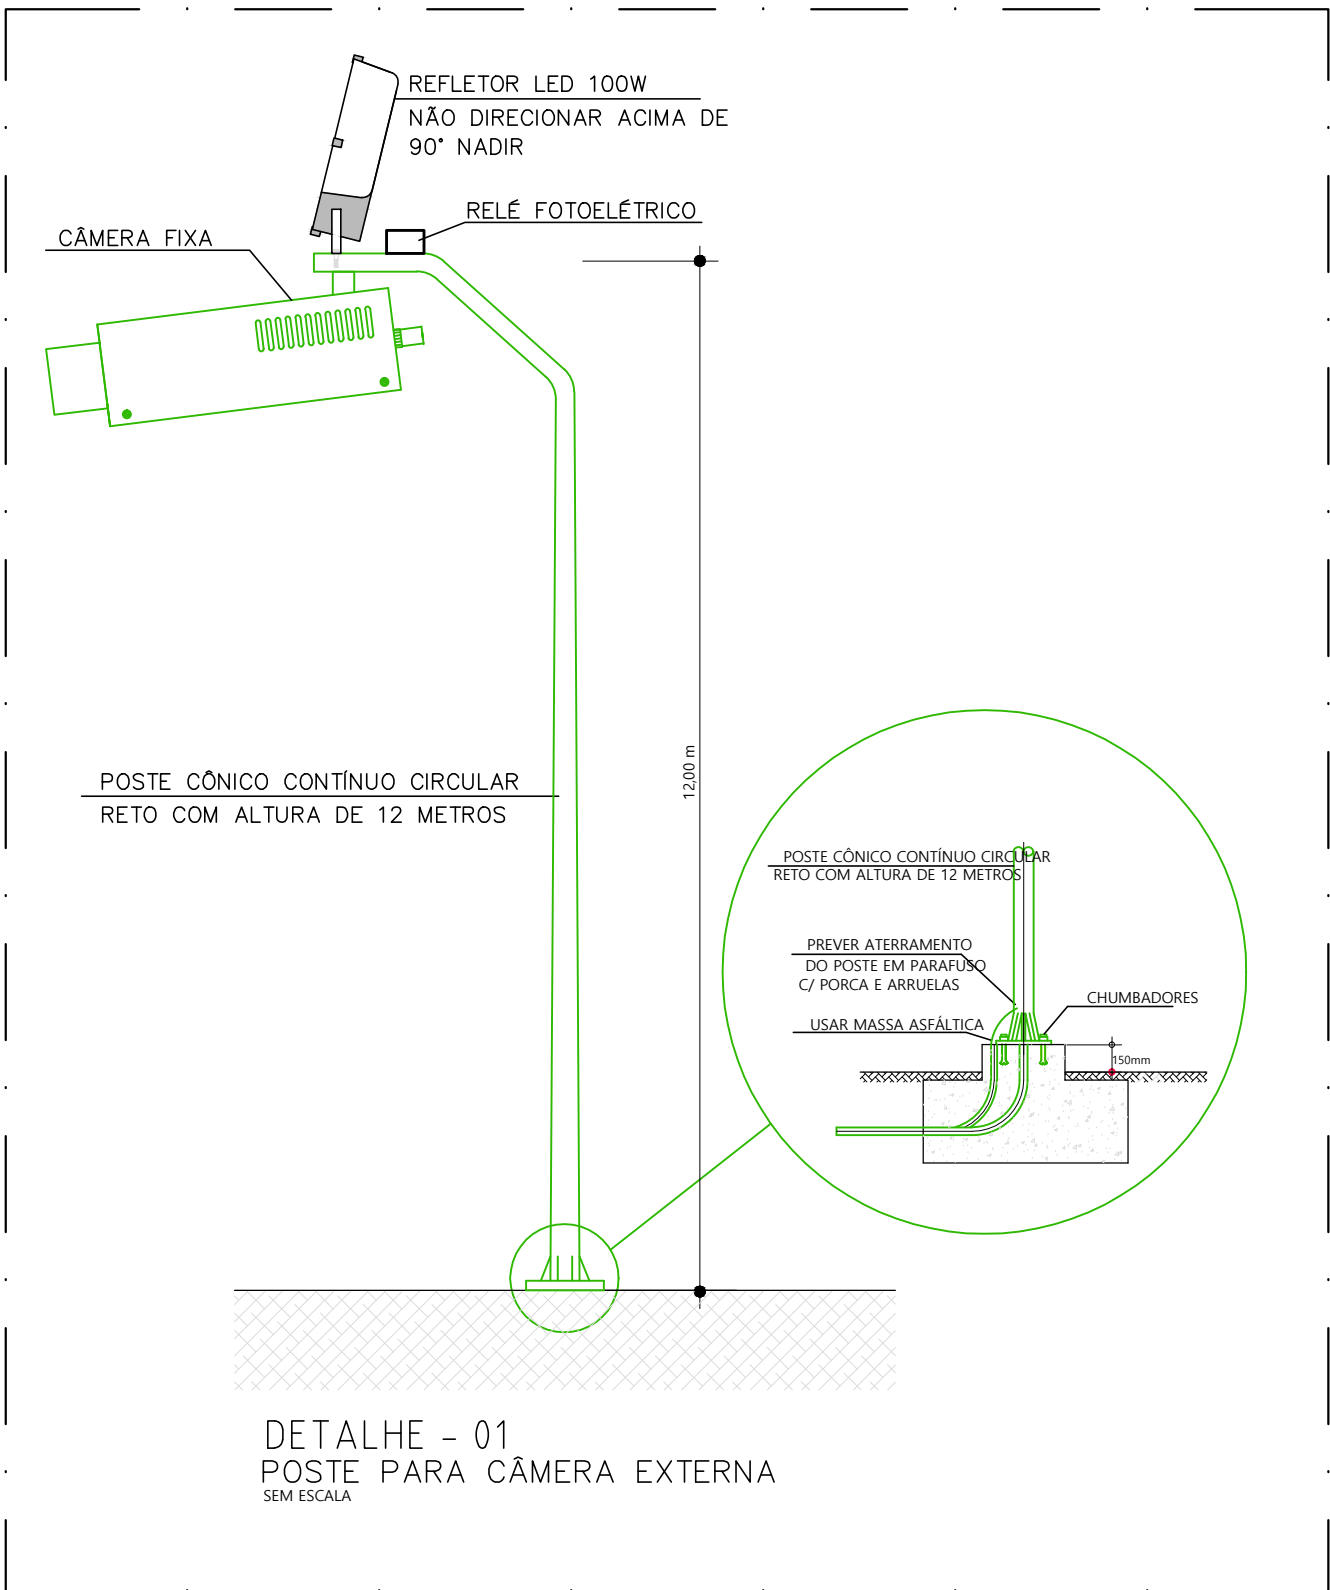 REFLETOR LED 100W
NÃO DIRECIONAR ACIMA DE
90° NADIR
RELÉ FOTOELÉTRICO
CÂMERA FIXA
12,00 m
POSTE CÔNICO CONTÍNUO CIRCULAR
RETO COM ALTURA DE 12 METROS
POSTE CÔNICO CONTÍNUO CIRCULAR
RETO COM ALTURA DE 12 METROS
PREVER ATERRAMENTO
DO POSTE EM PARAFUSO
C/ PORCA E ARRUELAS
CHUMBADORES
USAR MASSA ASFÁLTICA
150mm
DETALHE - 01
POSTE PARA CÂMERA EXTERNA
SEM ESCALA